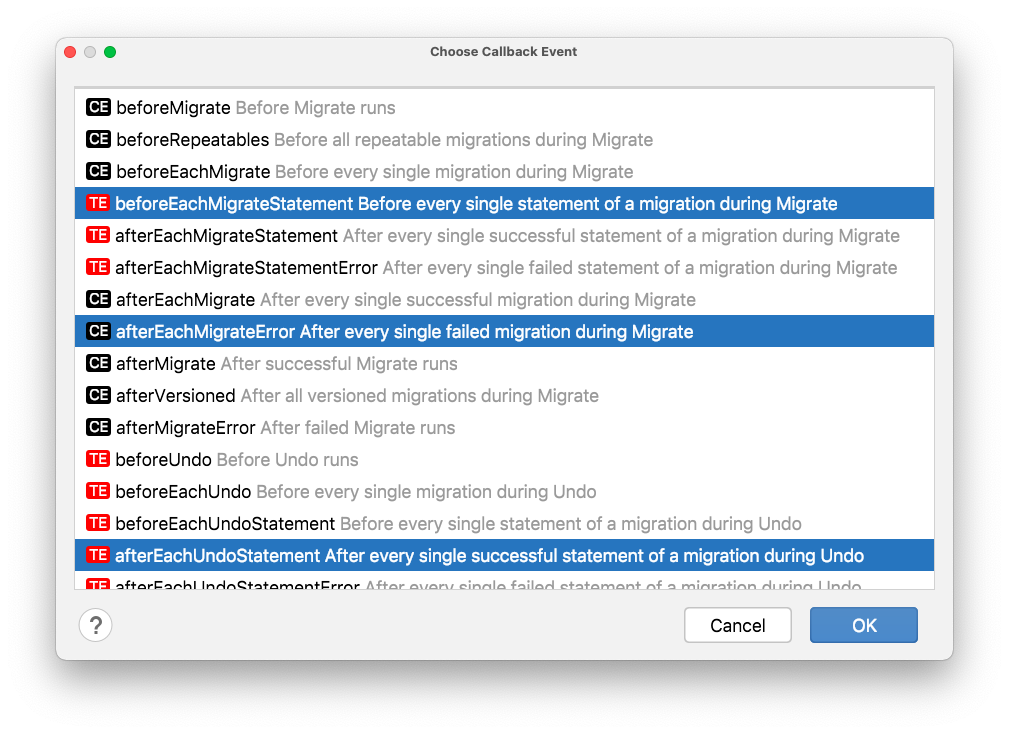 Choose Callback Event
CE beforeMigrate Before Migrate runs
CE beforeRepeatables Before all repeatable migrations during Migrate
CE beforeEachMigrate Before every single migration during Migrate
TE beforeEachMigrateStatement Before every single statement of a migration during Migrate
TE afterEachMigrateStatement After every single successful statement of a migration during Migrate
TE afterEachMigrateStatementError After every single failed statement of a migration during Migrate
CE afterEachMigrate After every single successful migration during Migrate
CE afterEachMigrateError After every single failed migration during Migrate
CE afterMigrate After successful Migrate runs
CE afterVersioned After all versioned migrations during Migrate
CE afterMigrateError After failed Migrate runs
TE beforeUndo Before Undo runs
TE beforeEachUndo Before every single migration during Undo
TE beforeEachUndoStatement Before every single statement of a migration during Undo
TE afterEachUndoStatement After every single successful statement of a migration during Undo
TE afterEachUndoStatementError After every single failed statement of a migration during Undo
? Cancel OK